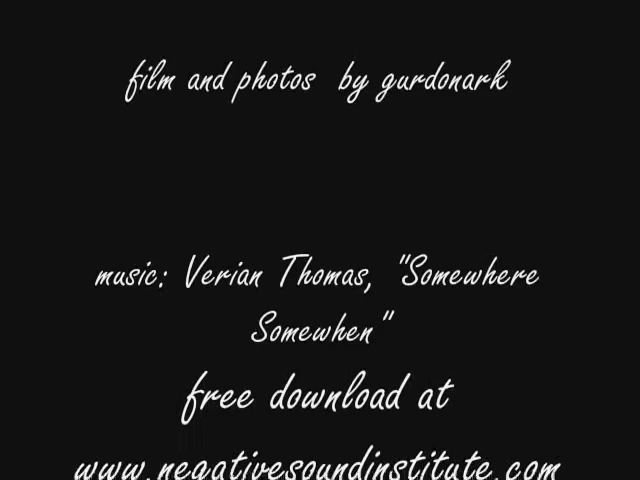 film and photos by gurdonark
music: Verian Thomas, "Somewhere
Somewhen"
free download at
www.negativesoundinstitute.com